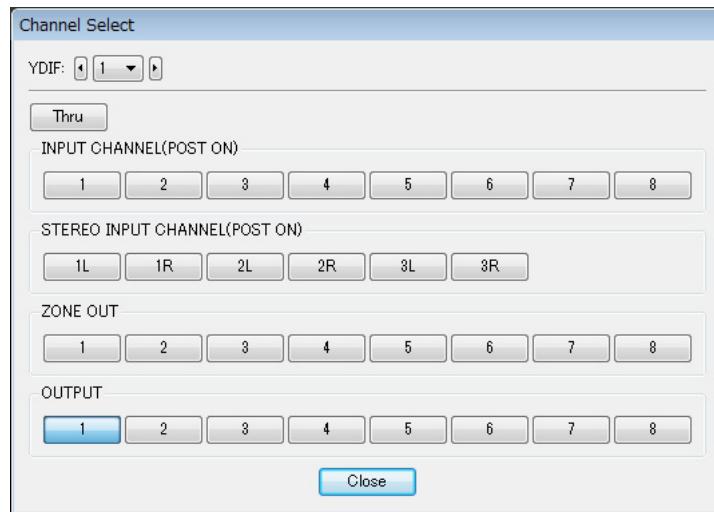 Channel Select
YDIF: 1
Thru
INPUT CHANNEL(POST ON)
1 2 3 4 5 6 7 8
STEREO INPUT CHANNEL(POST ON)
1L 1R 2L 2R 3L 3R
ZONE OUT
1 2 3 4 5 6 7 8
OUTPUT
1 2 3 4 5 6 7 8
Close